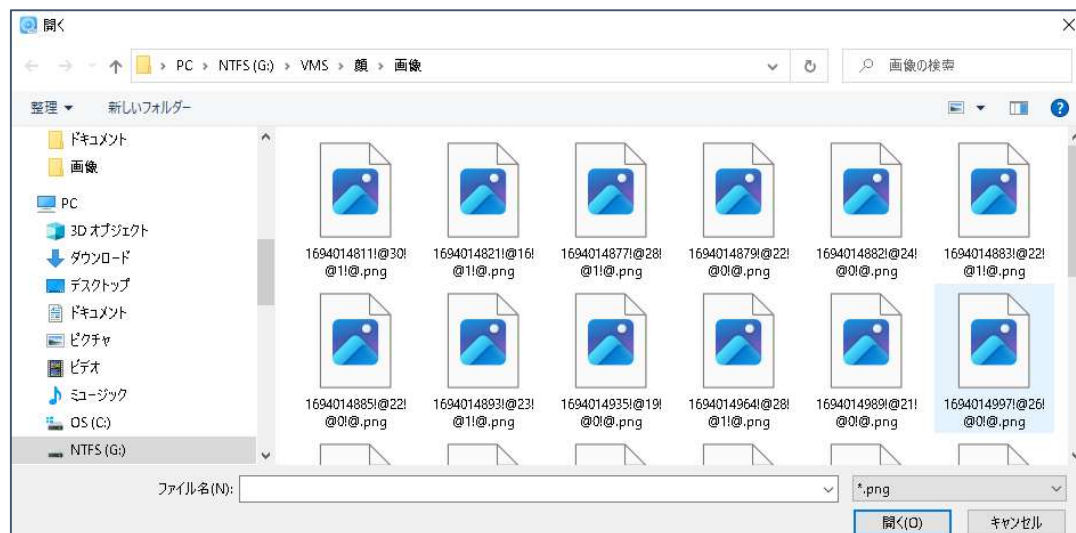 開く
PC › NTFS (G:) › VMS › 顔 › 画像
画像の検索
整理
新しいフォルダー
ドキュメント
画像
PC
3D オブジェクト
ダウンロード
デスクトップ
ドキュメント
ピクチャ
ビデオ
ミュージック
OS (C:)
NTFS (G:)
1694014811!@30!
@1!@.png
1694014821!@16!
@1!@.png
1694014877!@28!
@1!@.png
1694014879!@22!
@0!@.png
1694014882!@24!
@0!@.png
1694014883!@22!
@1!@.png
1694014885!@22!
@0!@.png
1694014893!@23!
@1!@.png
1694014935!@19!
@0!@.png
1694014964!@28!
@1!@.png
1694014989!@21!
@0!@.png
1694014997!@26!
@0!@.png
ファイル名(N):
*.png
開く(O)
キャンセル